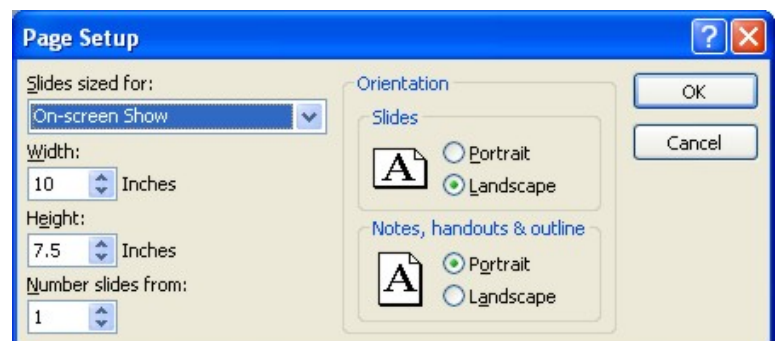 Page Setup
Slides sized for:
On-screen Show
Width:
10 Inches
Height:
7.5 Inches
Number slides from:
1
Orientation
Slides
A
Portrait
Landscape
Notes, handouts & outline
A
Portrait
Landscape
?
OK
Cancel